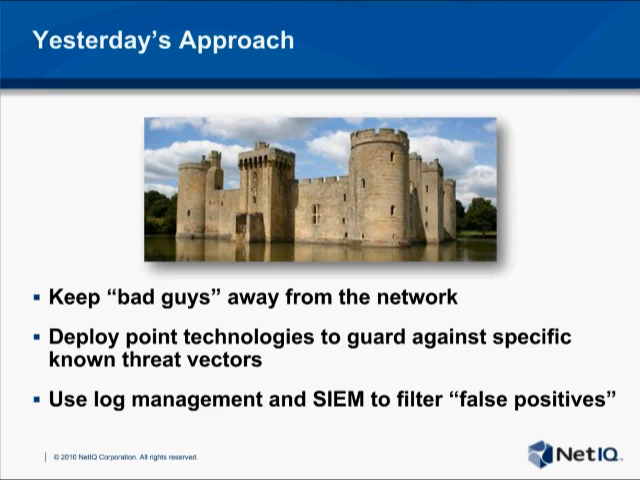 Yesterday’s Approach
▪ Keep “bad guys” away from the network
▪ Deploy point technologies to guard against specific
known threat vectors
▪ Use log management and SIEM to filter “false positives”
© 2010 NetIQ Corporation. All rights reserved.
NetIQ